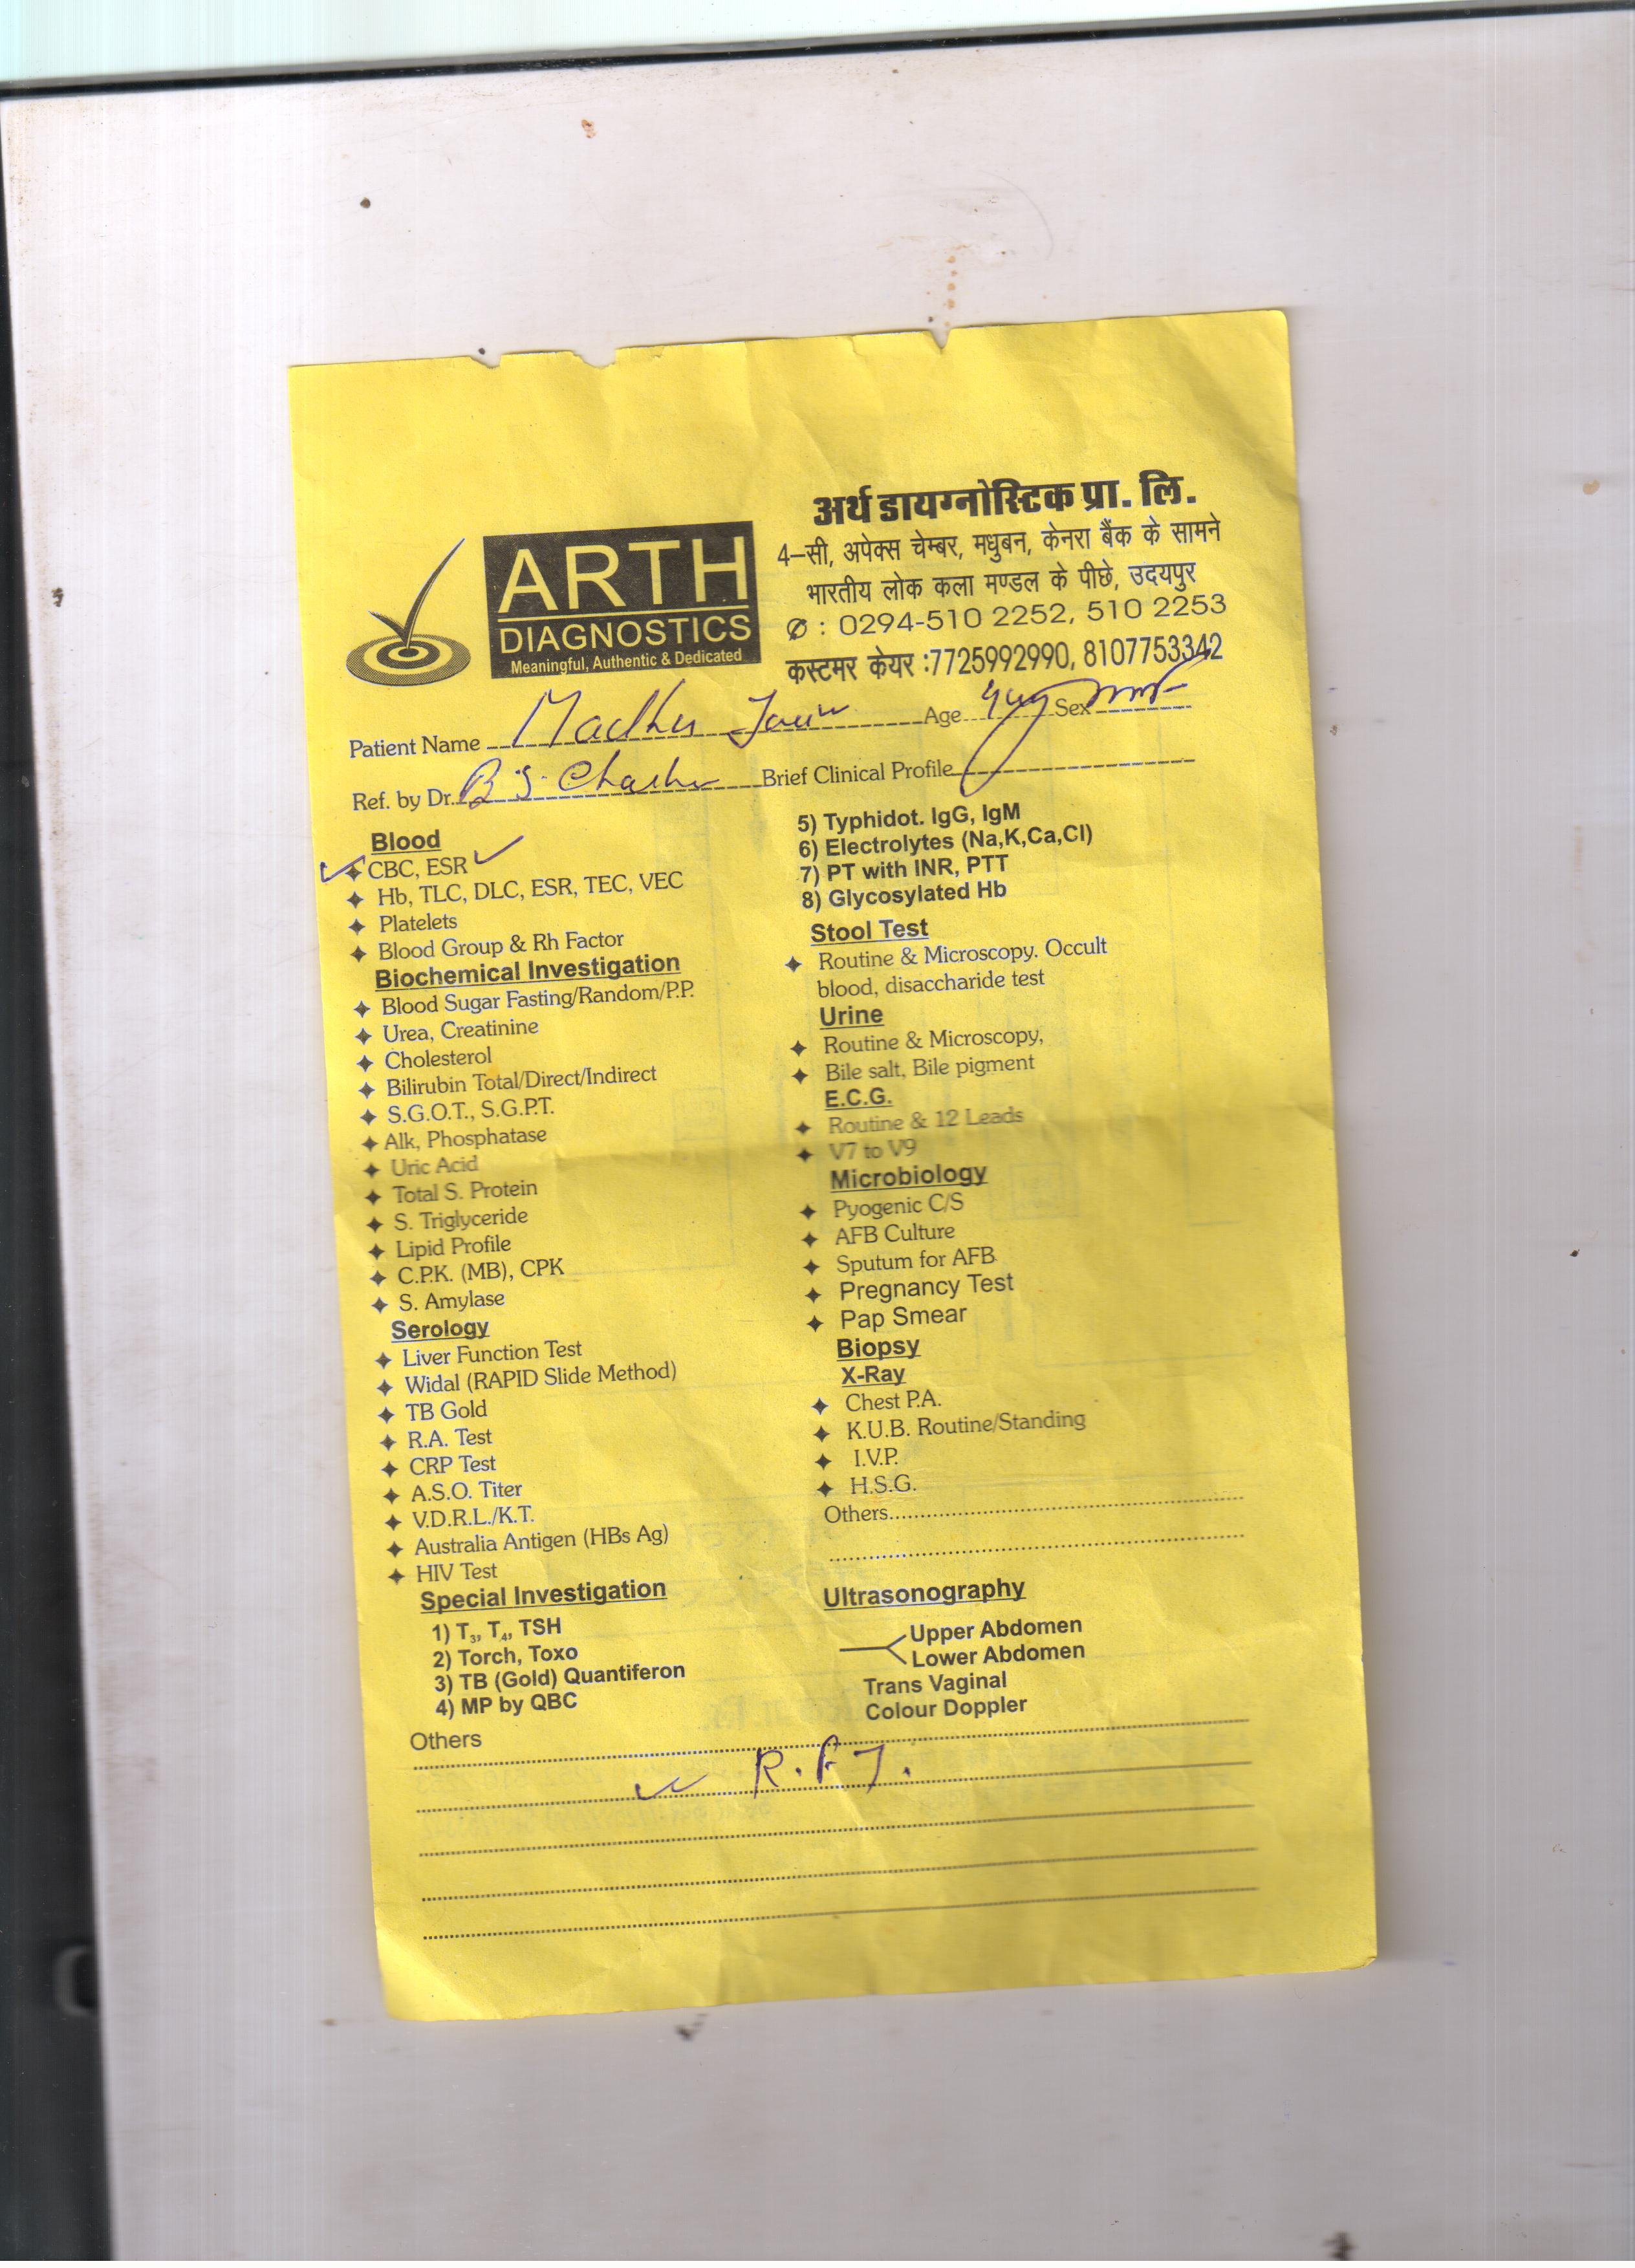 अर्थ डायग्नोस्टिक प्रा. लि.
4–सी, अपेक्स चेम्बर, मधुबन, केनरा बैंक के सामने
भारतीय लोक कला मण्डल के पीछे, उदयपुर
✆ : 0294-510 2252, 510 2253
कस्टमर केयर :7725992990, 8107753342
ARTH
DIAGNOSTICS
Meaningful, Authentic & Dedicated
Patient Name Madhu Jain Age Sex
Ref. by Dr. B.S. Brief Clinical Profile
Blood
CBC, ESR
Hb, TLC, DLC, ESR, TEC, VEC
Platelets
Blood Group & Rh Factor
Biochemical Investigation
Blood Sugar Fasting/Random/P.P.
Urea, Creatinine
Cholesterol
Bilirubin Total/Direct/Indirect
S.G.O.T., S.G.P.T.
Alk, Phosphatase
Uric Acid
Total S. Protein
S. Triglyceride
Lipid Profile
C.P.K. (MB), CPK
S. Amylase
Serology
Liver Function Test
Widal (RAPID Slide Method)
TB Gold
R.A. Test
CRP Test
A.S.O. Titer
V.D.R.L./K.T.
Australia Antigen (HBs Ag)
HIV Test
Special Investigation
1) T3, T4, TSH
2) Torch, Toxo
3) TB (Gold) Quantiferon
4) MP by QBC
5) Typhidot. IgG, IgM
6) Electrolytes (Na,K,Ca,Cl)
7) PT with INR, PTT
8) Glycosylated Hb
Stool Test
Routine & Microscopy. Occult
blood, disaccharide test
Urine
Routine & Microscopy,
Bile salt, Bile pigment
E.C.G.
Routine & 12 Leads
V7 to V9
Microbiology
Pyogenic C/S
AFB Culture
Sputum for AFB
Pregnancy Test
Pap Smear
Biopsy
X-Ray
Chest P.A.
K.U.B. Routine/Standing
I.V.P.
H.S.G.
Others
Ultrasonography
Upper Abdomen
Lower Abdomen
Trans Vaginal
Colour Doppler
Others
R.F.T.